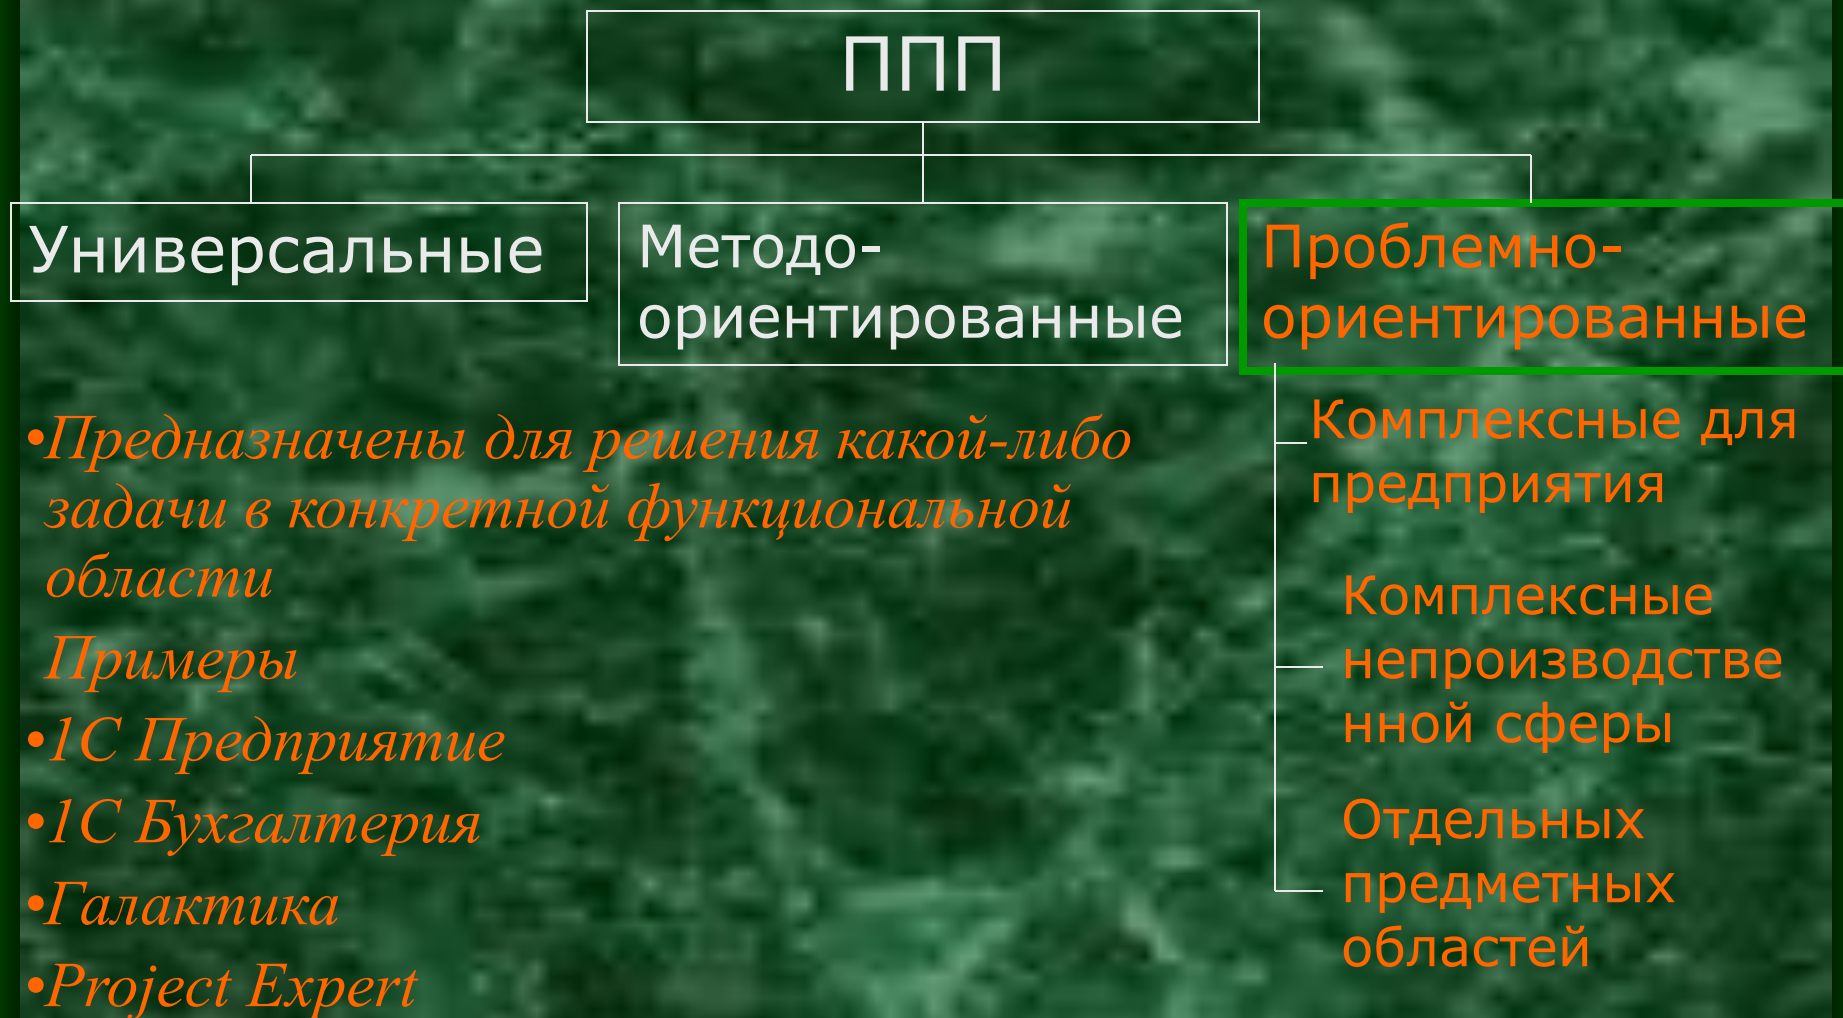 ППП
Универсальные
Методо-
ориентированные
Проблемно-
ориентированные
•Предназначены для решения какой-либо
задачи в конкретной функциональной
области
Примеры
•1С Предприятие
•1С Бухгалтерия
•Галактика
•Project Expert
Комплексные для
предприятия
Комплексные
непроизводстве
нной сферы
Отдельных
предметных
областей